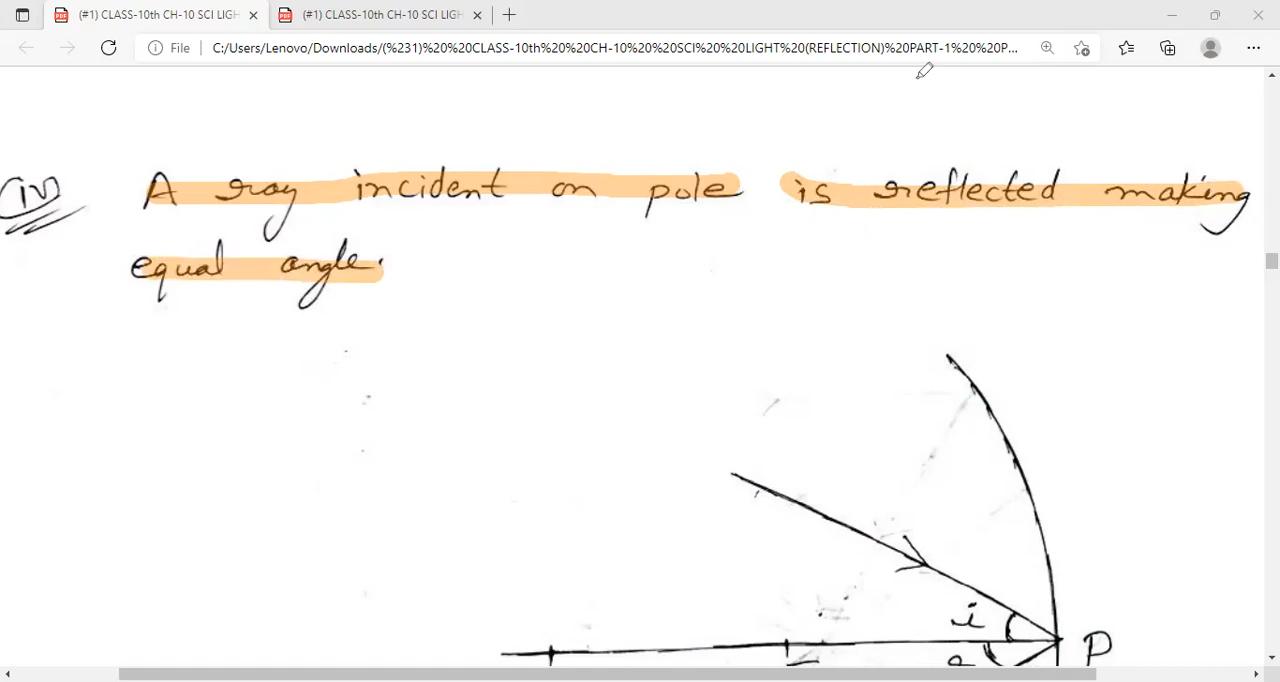 (#1) CLASS-10th CH-10 SCI LIGH
(#1) CLASS-10th CH-10 SCI LIGH
File
C:/Users/Lenovo/Downloads/(%231)%20%20CLASS-10th%20%20CH-10%20%20SCI%20%20LIGHT%20(REFLECTION)%20PART-1%20%20P...
(iv) A ray incident on pole is reflected making
equal angle.
i
P